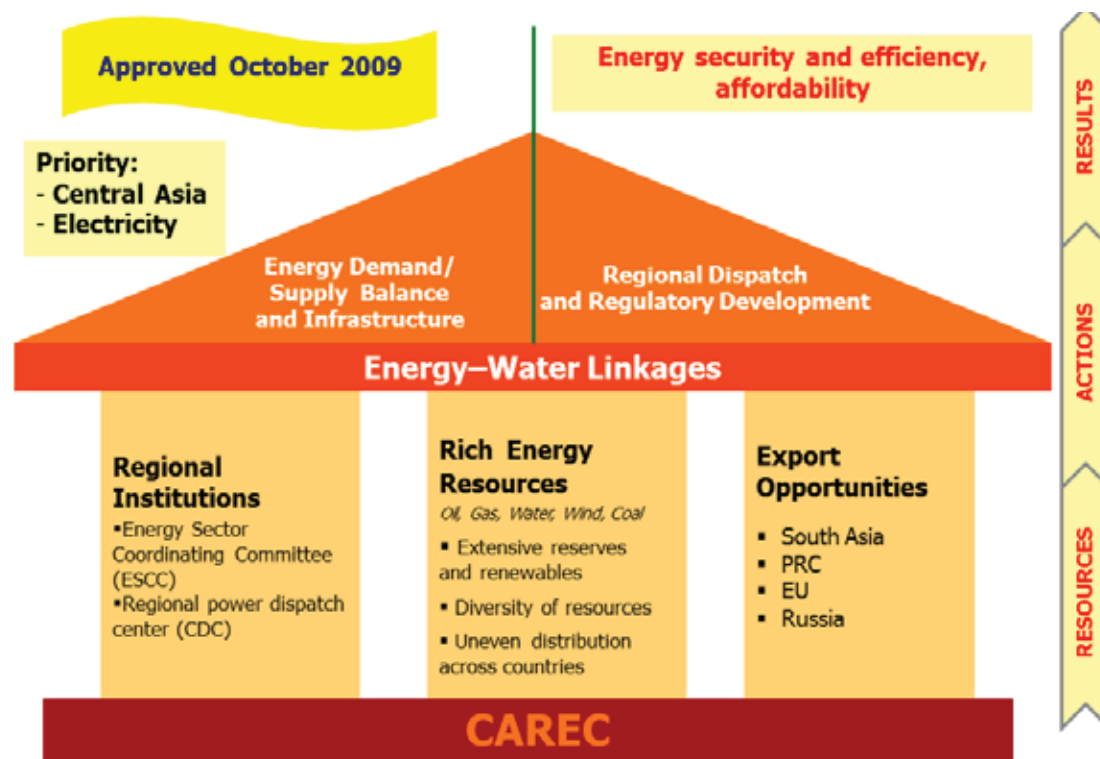 Approved October 2009
Energy security and efficiency,
affordability
Priority:
- Central Asia
- Electricity
Energy Demand/
Supply Balance
and Infrastructure
Regional Dispatch
and Regulatory Development
Energy–Water Linkages
Regional
Institutions
▪Energy Sector
Coordinating Committee
(ESCC)
▪Regional power dispatch
center (CDC)
Rich Energy
Resources
Oil, Gas, Water, Wind, Coal
▪ Extensive reserves
and renewables
▪ Diversity of resources
▪ Uneven distribution
across countries
Export
Opportunities
▪ South Asia
▪ PRC
▪ EU
▪ Russia
CAREC
RESULTS
ACTIONS
RESOURCES